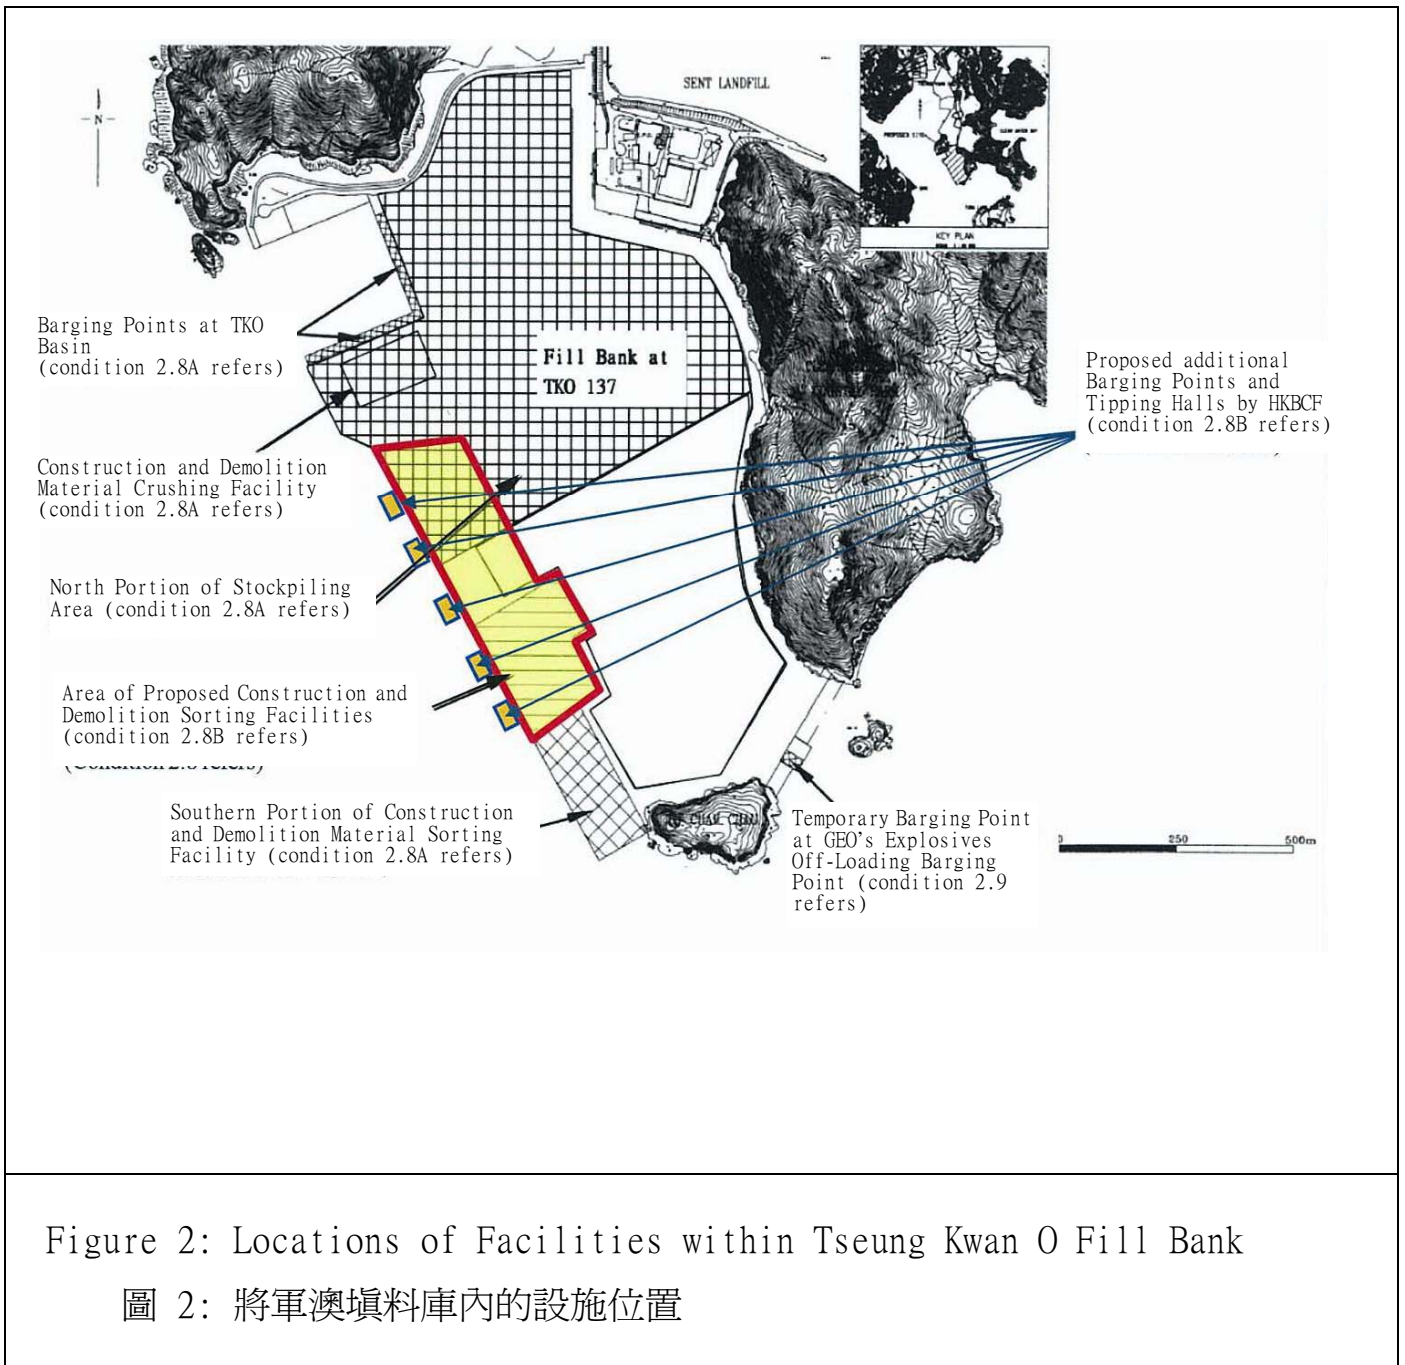 SENT LANDFILL
N
PROPOSED SITE
KEY PLAN
Barging Points at TKO
Basin
(condition 2.8A refers)
Fill Bank at
TKO 137
Proposed additional
Barging Points and
Tipping Halls by HKBCF
(condition 2.8B refers)
Construction and Demolition
Material Crushing Facility
(condition 2.8A refers)
North Portion of Stockpiling
Area (condition 2.8A refers)
Area of Proposed Construction and
Demolition Sorting Facilities
(condition 2.8B refers)
Southern Portion of Construction
and Demolition Material Sorting
Facility (condition 2.8A refers)
Temporary Barging Point
at GEO's Explosives
Off-Loading Barging
Point (condition 2.9
refers)
250
500m
Figure 2: Locations of Facilities within Tseung Kwan O Fill Bank
圖 2: 將軍澳填料庫內的設施位置